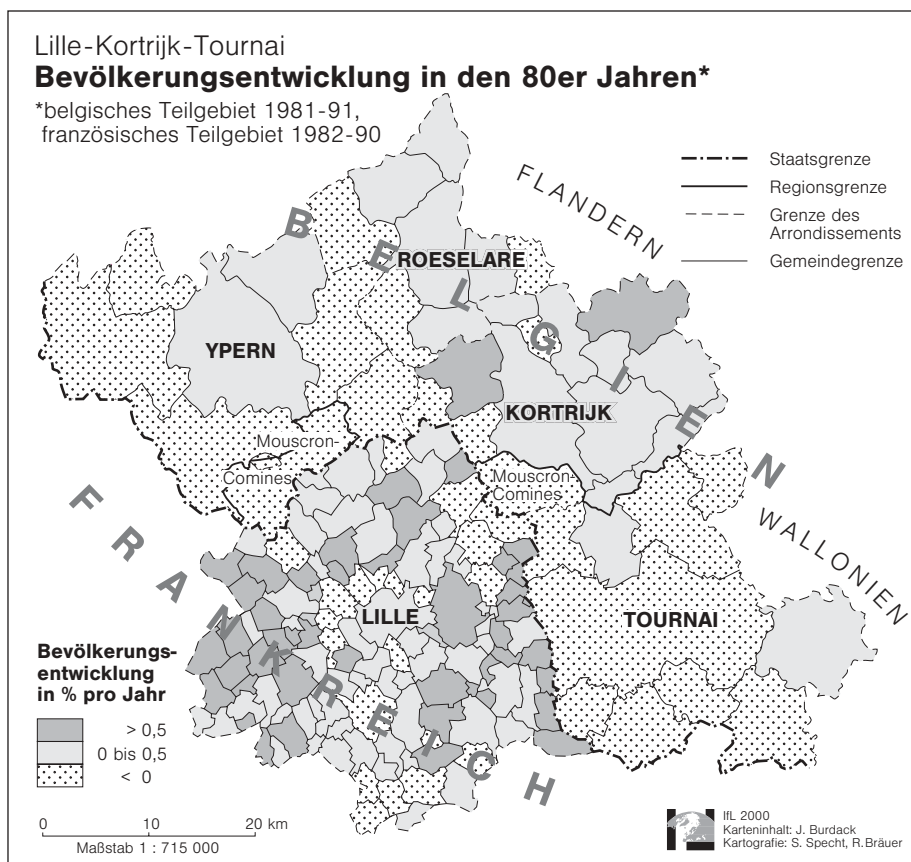 Lille-Kortrijk-Tournai
Bevölkerungsentwicklung in den 80er Jahren*
*belgisches Teilgebiet 1981-91,
französisches Teilgebiet 1982-90
Staatsgrenze
Regionsgrenze
Grenze des
Arrondissements
Gemeindegrenze
FLANDERN
BELGIEN
ROESELARE
YPERN
KORTRIJK
Mouscron-
Comines
Mouscron-
Comines
WALLONIEN
FRANKREICH
LILLE
TOURNAI
Bevölkerungs-
entwicklung
in % pro Jahr
> 0,5
0 bis 0,5
< 0
0 10 20 km
Maßstab 1 : 715 000
IfL 2000
Karteninhalt: J. Burdack
Kartografie: S. Specht, R.Bräuer